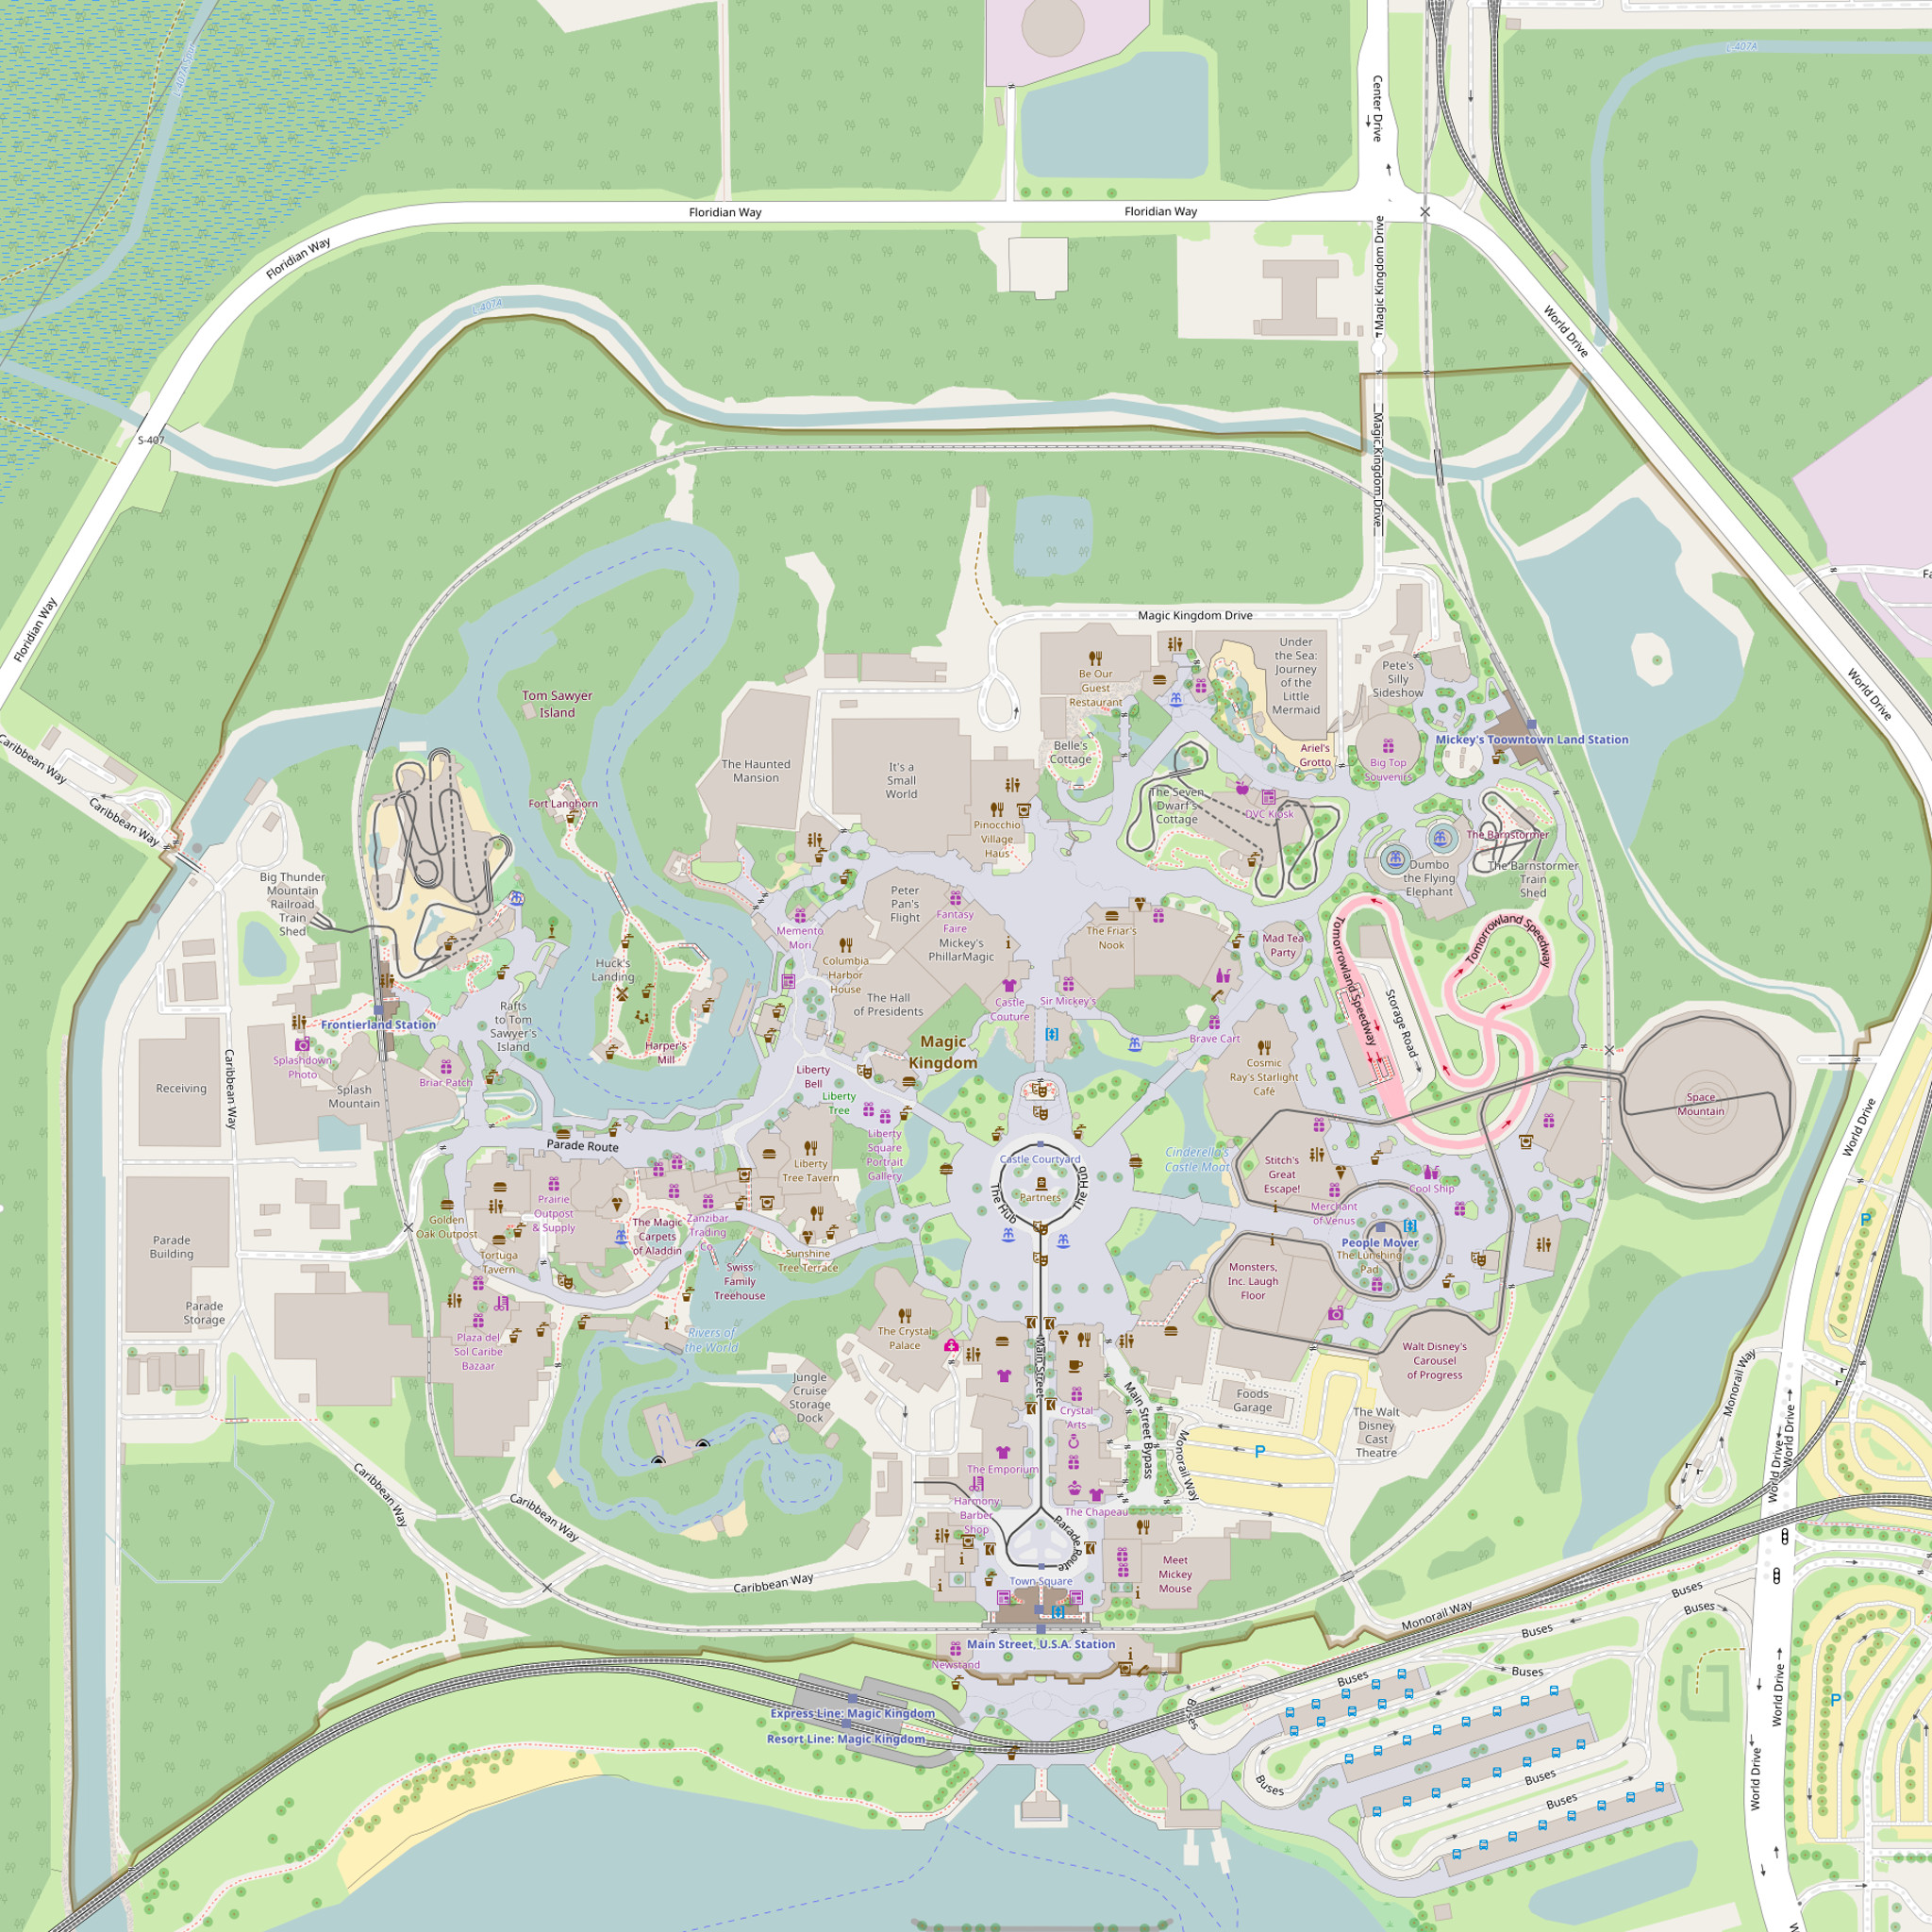 L-407A Spur
L-407A
Center Drive
Floridian Way
Floridian Way
Floridian Way
Magic Kingdom Drive
World Drive
L-407A
S-407
Magic Kingdom Drive
Floridian Way
Magic Kingdom Drive
Fa
World Drive
Tom Sawyer
Island
Be Our
Guest
Restaurant
Under
the Sea:
Journey
of the
Little
Mermaid
Pete's
Silly
Sideshow
Mickey's Toowntown Land Station
Ariel's
Grotto
Big Top
Souvenirs
Belle's
Cottage
Caribbean Way
Caribbean Way
The Haunted
Mansion
It's a
Small
World
The Seven
Dwarf's
Cottage
DVC Kiosk
Fort Langhorn
Pinocchio
Village
Haus
The Barnstormer
The Barnstormer
Train
Shed
Dumbo
the Flying
Elephant
Big Thunder
Mountain
Railroad
Train
Shed
Peter
Pan's
Flight
Fantasy
Faire
Memento
Mori
Mickey's
PhillarMagic
The Friar's
Nook
Mad Tea
Party
Tomorrowland Speedway
Tomorrowland Speedway
Storage Road
Huck's
Landing
Columbia
Harbor
House
The Hall
of Presidents
Castle
Couture
Sir Mickey's
Frontierland Station
Rafts
to Tom
Sawyer's
Island
Harper's
Mill
Magic
Kingdom
Brave Cart
Cosmic
Ray's Starlight
Café
Splashdown
Photo
Briar Patch
Splash
Mountain
Receiving
Caribbean Way
Liberty
Bell
Liberty
Tree
Space
Mountain
World Drive
Parade Route
Liberty
Square
Portrait
Gallery
Liberty
Tree Tavern
Castle Courtyard
Cinderella's
Castle Moat
Stitch's
Great
Escape!
Cool Ship
Merchant
of Venus
Partners
The Hub
The Hub
Prairie
Outpost
& Supply
Golden
Oak Outpost
The Magic
Carpets
of Aladdin
Zanzibar
Trading
Co.
Tortuga
Tavern
Swiss
Family
Treehouse
Sunshine
Tree Terrace
P
People Mover
The Lunching
Pad
Monsters,
Inc. Laugh
Floor
Parade
Building
Parade
Storage
Plaza del
Sol Caribe
Bazaar
Rivers of
the World
The Crystal
Palace
Main Street
Walt Disney's
Carousel
of Progress
Jungle
Cruise
Storage
Dock
Crystal
Arts
Main Street Bypass
Foods
Garage
The Walt
Disney
Cast
Theatre
Monorail Way
Monorail Way
P
World Drive
World Drive
The Emporium
Harmony
Barber
Shop
The Chapeau
Caribbean Way
Caribbean Way
Caribbean Way
Parade Route
Town Square
Meet
Mickey
Mouse
Main Street, U.S.A. Station
Newstand
Monorail Way
Buses
Buses
Buses
Buses
Buses
Buses
Buses
Buses
Buses
Express Line: Magic Kingdom
Resort Line: Magic Kingdom
World Drive
World Drive
P